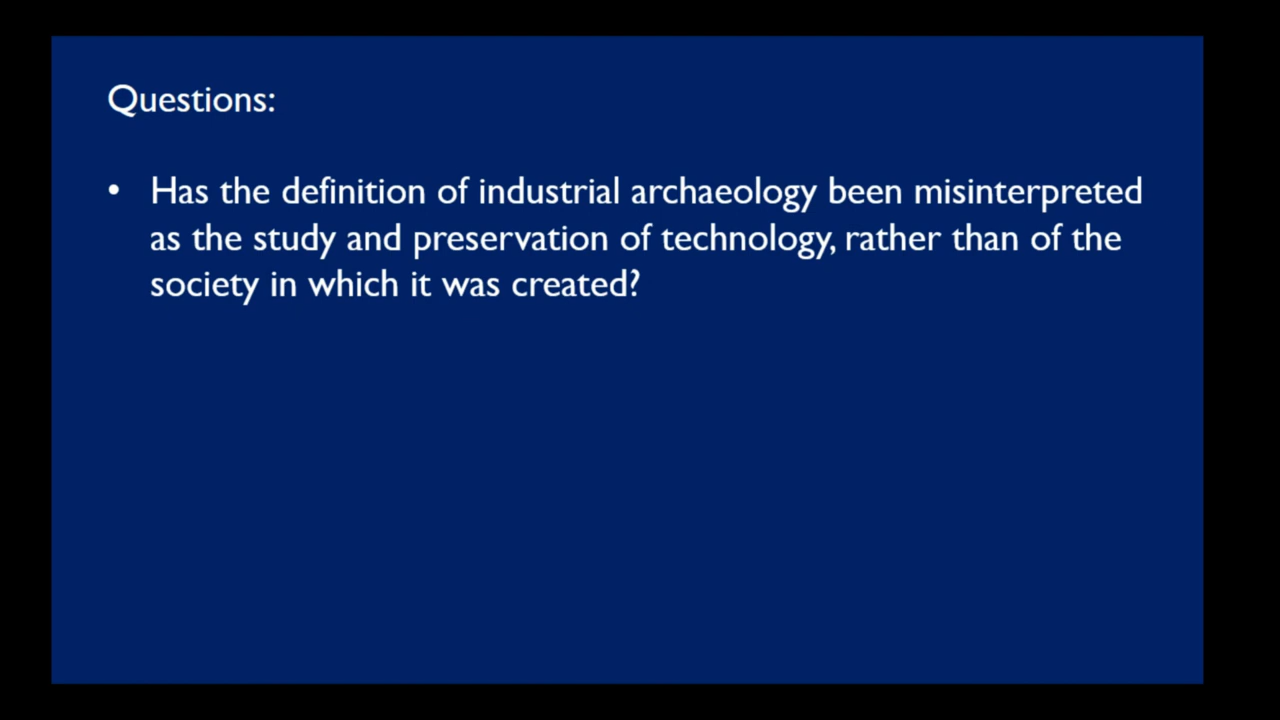 Questions:
• Has the definition of industrial archaeology been misinterpreted
as the study and preservation of technology, rather than of the
society in which it was created?